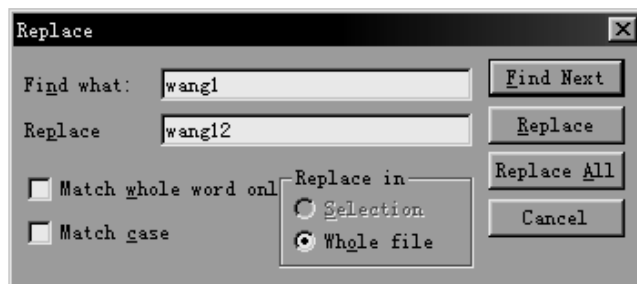 Replace
Find what: wang1 Find Next
Replace wang12 Replace
Match whole word onl Replace in Replace All
Selection
Match case Whole file Cancel